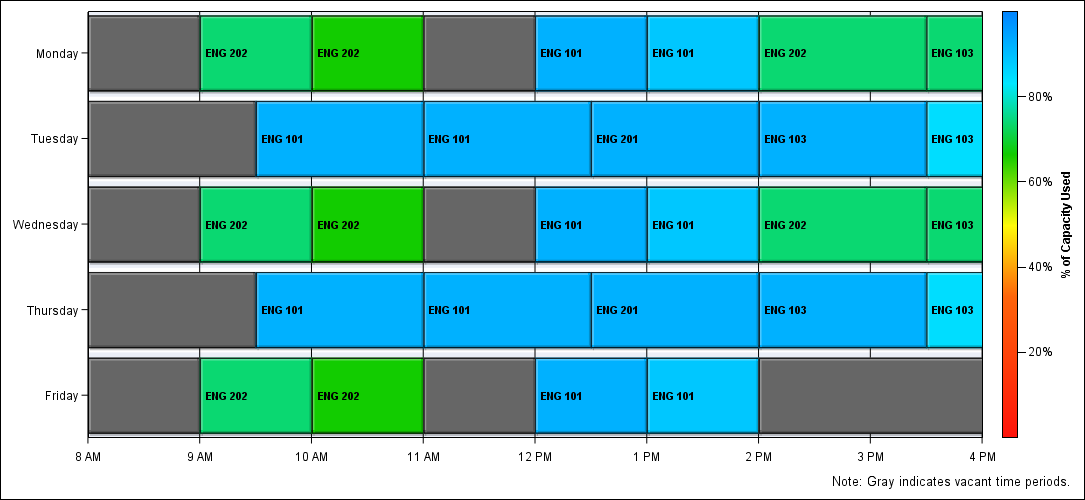 Monday
ENG 202
ENG 202
ENG 101
ENG 101
ENG 202
ENG 103
Tuesday
ENG 101
ENG 101
ENG 201
ENG 103
ENG 103
Wednesday
ENG 202
ENG 202
ENG 101
ENG 101
ENG 202
ENG 103
Thursday
ENG 101
ENG 101
ENG 201
ENG 103
ENG 103
Friday
ENG 202
ENG 202
ENG 101
ENG 101
8 AM
9 AM
10 AM
11 AM
12 PM
1 PM
2 PM
3 PM
4 PM
80%
60%
40%
20%
% of Capacity Used
Note: Gray indicates vacant time periods.